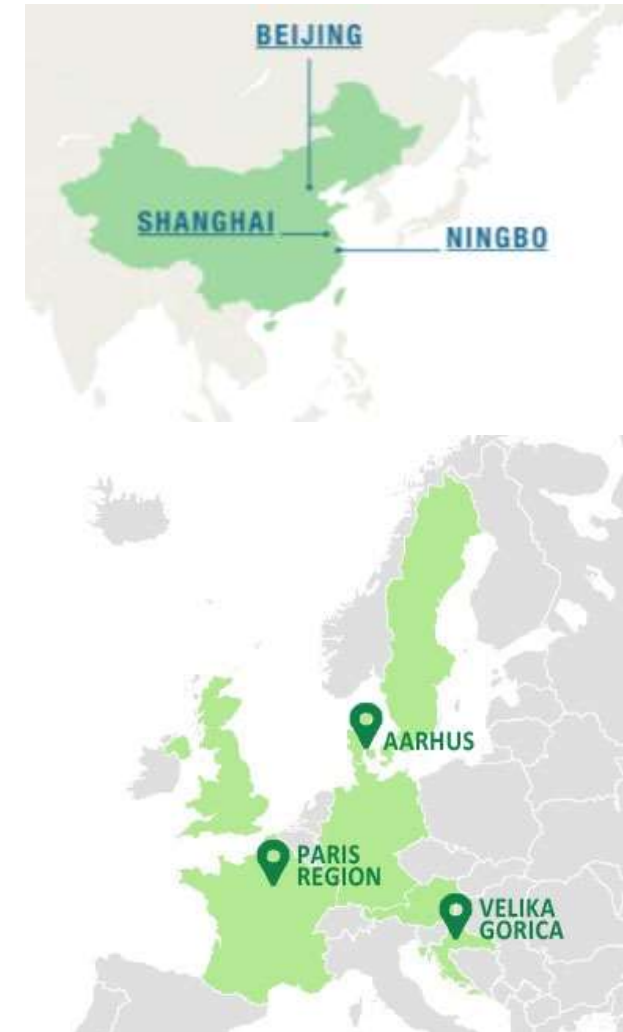 BEIJING
SHANGHAI
NINGBO
AARHUS
PARIS
REGION
VELIKA
GORICA